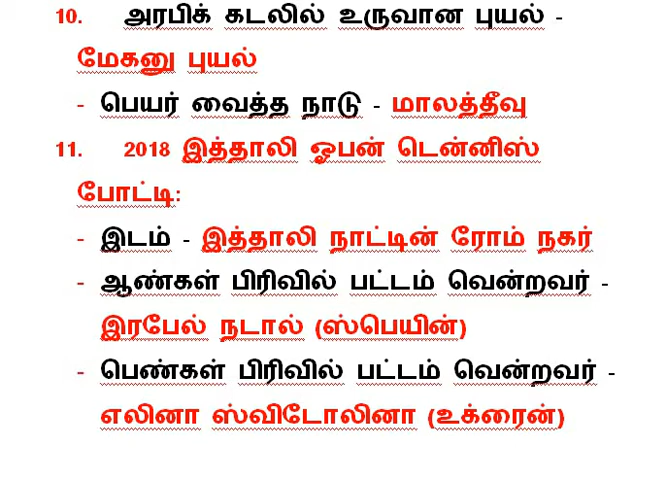 10. அரபிக் கடலில் உருவான புயல் -
மேகனு புயல்
- பெயர் வைத்த நாடு - மாலத்தீவு
11. 2018 இத்தாலி ஓபன் டென்னிஸ்
போட்டி:
- இடம் - இத்தாலி நாட்டின் ரோம் நகர்
- ஆண்கள் பிரிவில் பட்டம் வென்றவர் -
இரபேல் நடால் (ஸ்பெயின்)
- பெண்கள் பிரிவில் பட்டம் வென்றவர் -
எலினா ஸ்விடோலினா (உக்ரைன்)